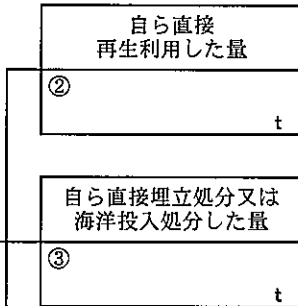 自ら直接
再生利用した量
②
t
自ら直接埋立処分又は
海洋投入処分した量
③
t